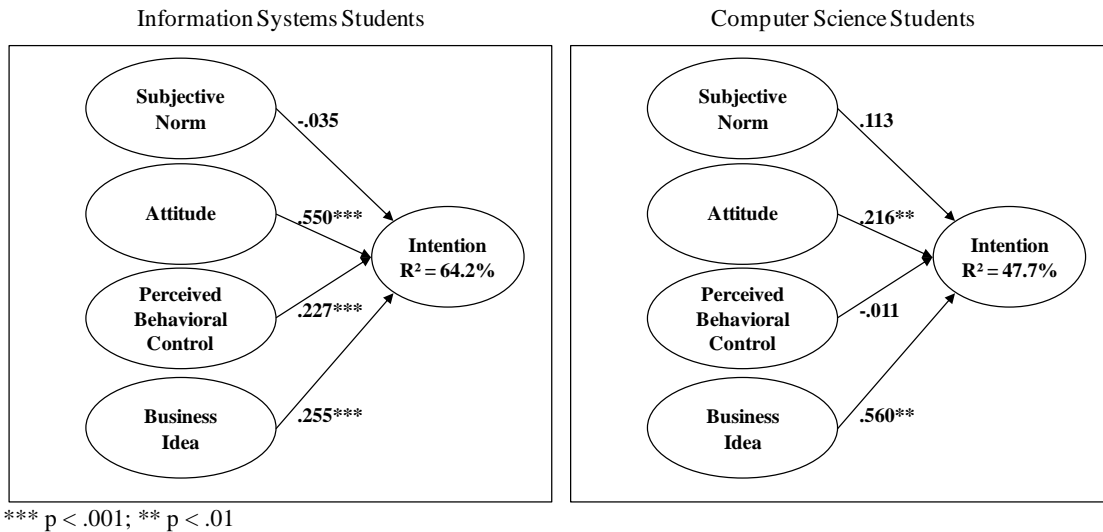 Information Systems Students
Subjective
Norm
-.035
Attitude
.550***
Intention
R² = 64.2%
Perceived
Behavioral
Control
.227***
Business
Idea
.255***
Computer Science Students
Subjective
Norm
.113
Attitude
.216**
Intention
R² = 47.7%
Perceived
Behavioral
Control
-.011
Business
Idea
.560**
*** p < .001; ** p < .01